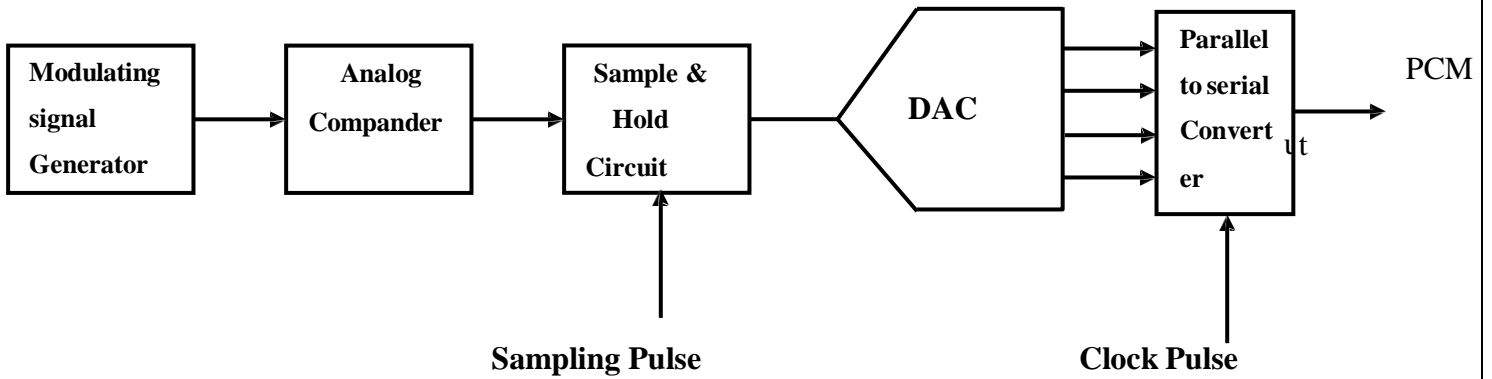 Modulating
signal
Generator
Analog
Compander
Sample &
Hold
Circuit
DAC
Parallel
to serial
Convert
er
PCM
ut
Sampling Pulse
Clock Pulse